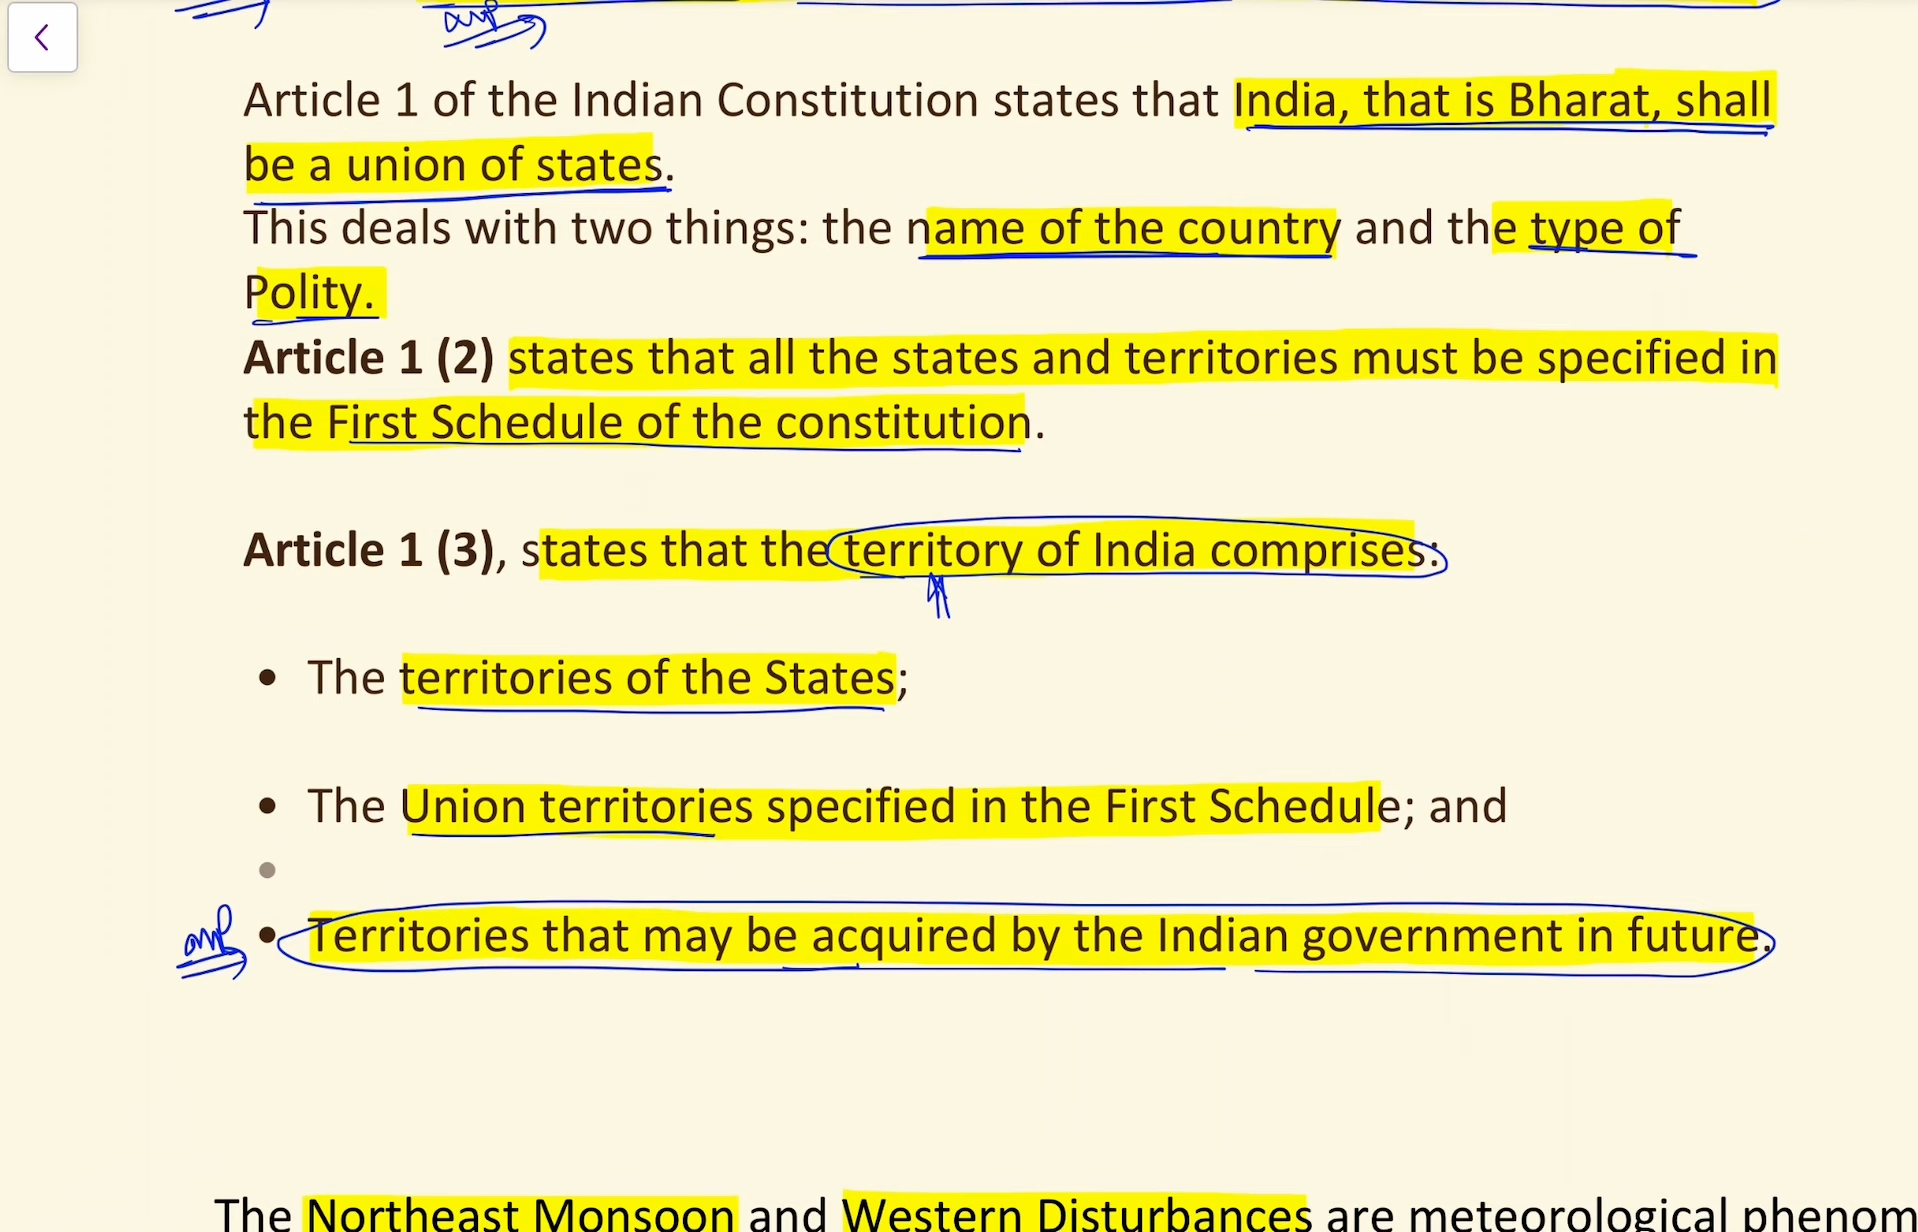 Article 1 of the Indian Constitution states that India, that is Bharat, shall
be a union of states.
This deals with two things: the name of the country and the type of
Polity.
Article 1 (2) states that all the states and territories must be specified in
the First Schedule of the constitution.
Article 1 (3), states that the territory of India comprises:
• The territories of the States;
• The Union territories specified in the First Schedule; and
•
• Territories that may be acquired by the Indian government in future.
The Northeast Monsoon and Western Disturbances are meteorological phenom